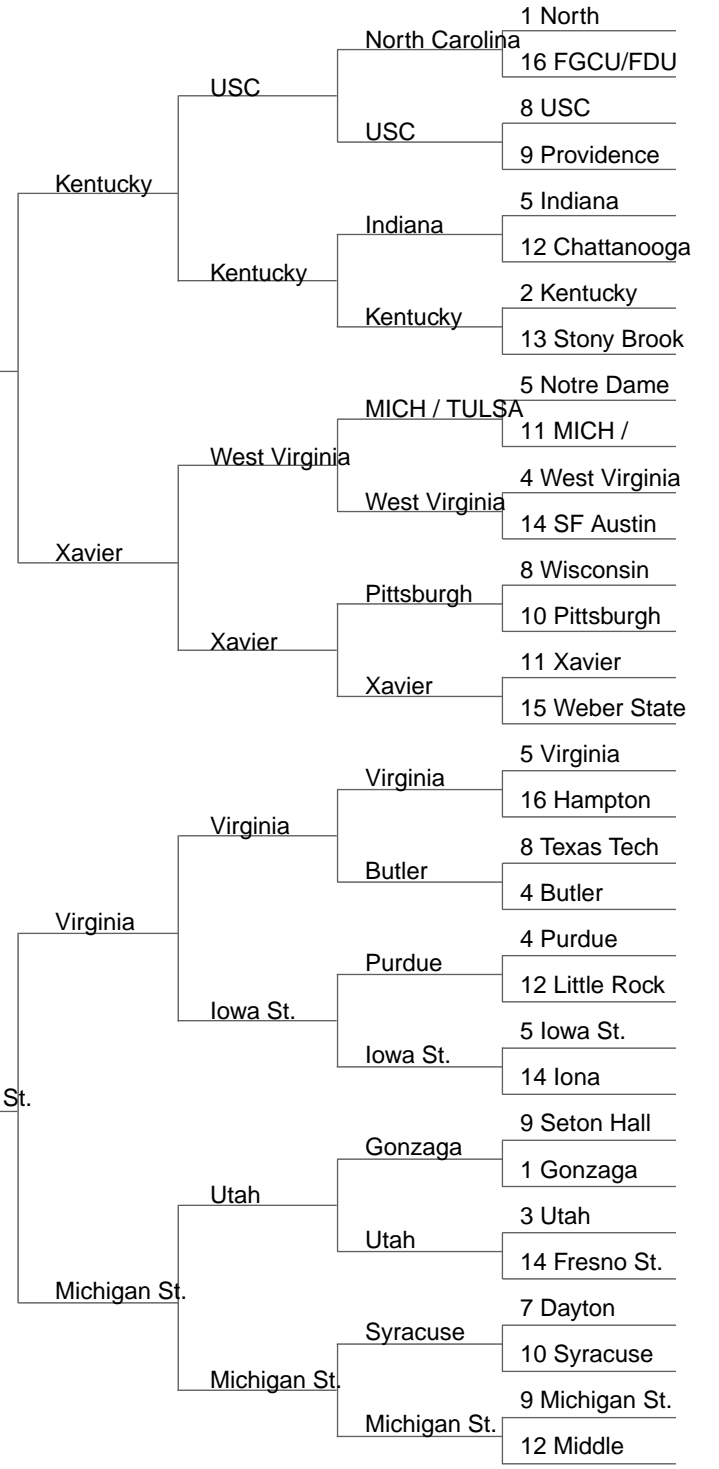 1 North
North Carolina
16 FGCU/FDU
USC
8 USC
USC
9 Providence
Kentucky
5 Indiana
Indiana
12 Chattanooga
Kentucky
2 Kentucky
Kentucky
13 Stony Brook
5 Notre Dame
MICH / TULSA
11 MICH /
West Virginia
4 West Virginia
West Virginia
14 SF Austin
Xavier
8 Wisconsin
Pittsburgh
10 Pittsburgh
Xavier
11 Xavier
Xavier
15 Weber State
5 Virginia
Virginia
16 Hampton
Virginia
8 Texas Tech
Butler
4 Butler
Virginia
4 Purdue
Purdue
12 Little Rock
Iowa St.
5 Iowa St.
Iowa St.
14 Iona
St.
9 Seton Hall
Gonzaga
1 Gonzaga
Utah
3 Utah
Utah
14 Fresno St.
Michigan St.
7 Dayton
Syracuse
10 Syracuse
Michigan St.
9 Michigan St.
Michigan St.
12 Middle